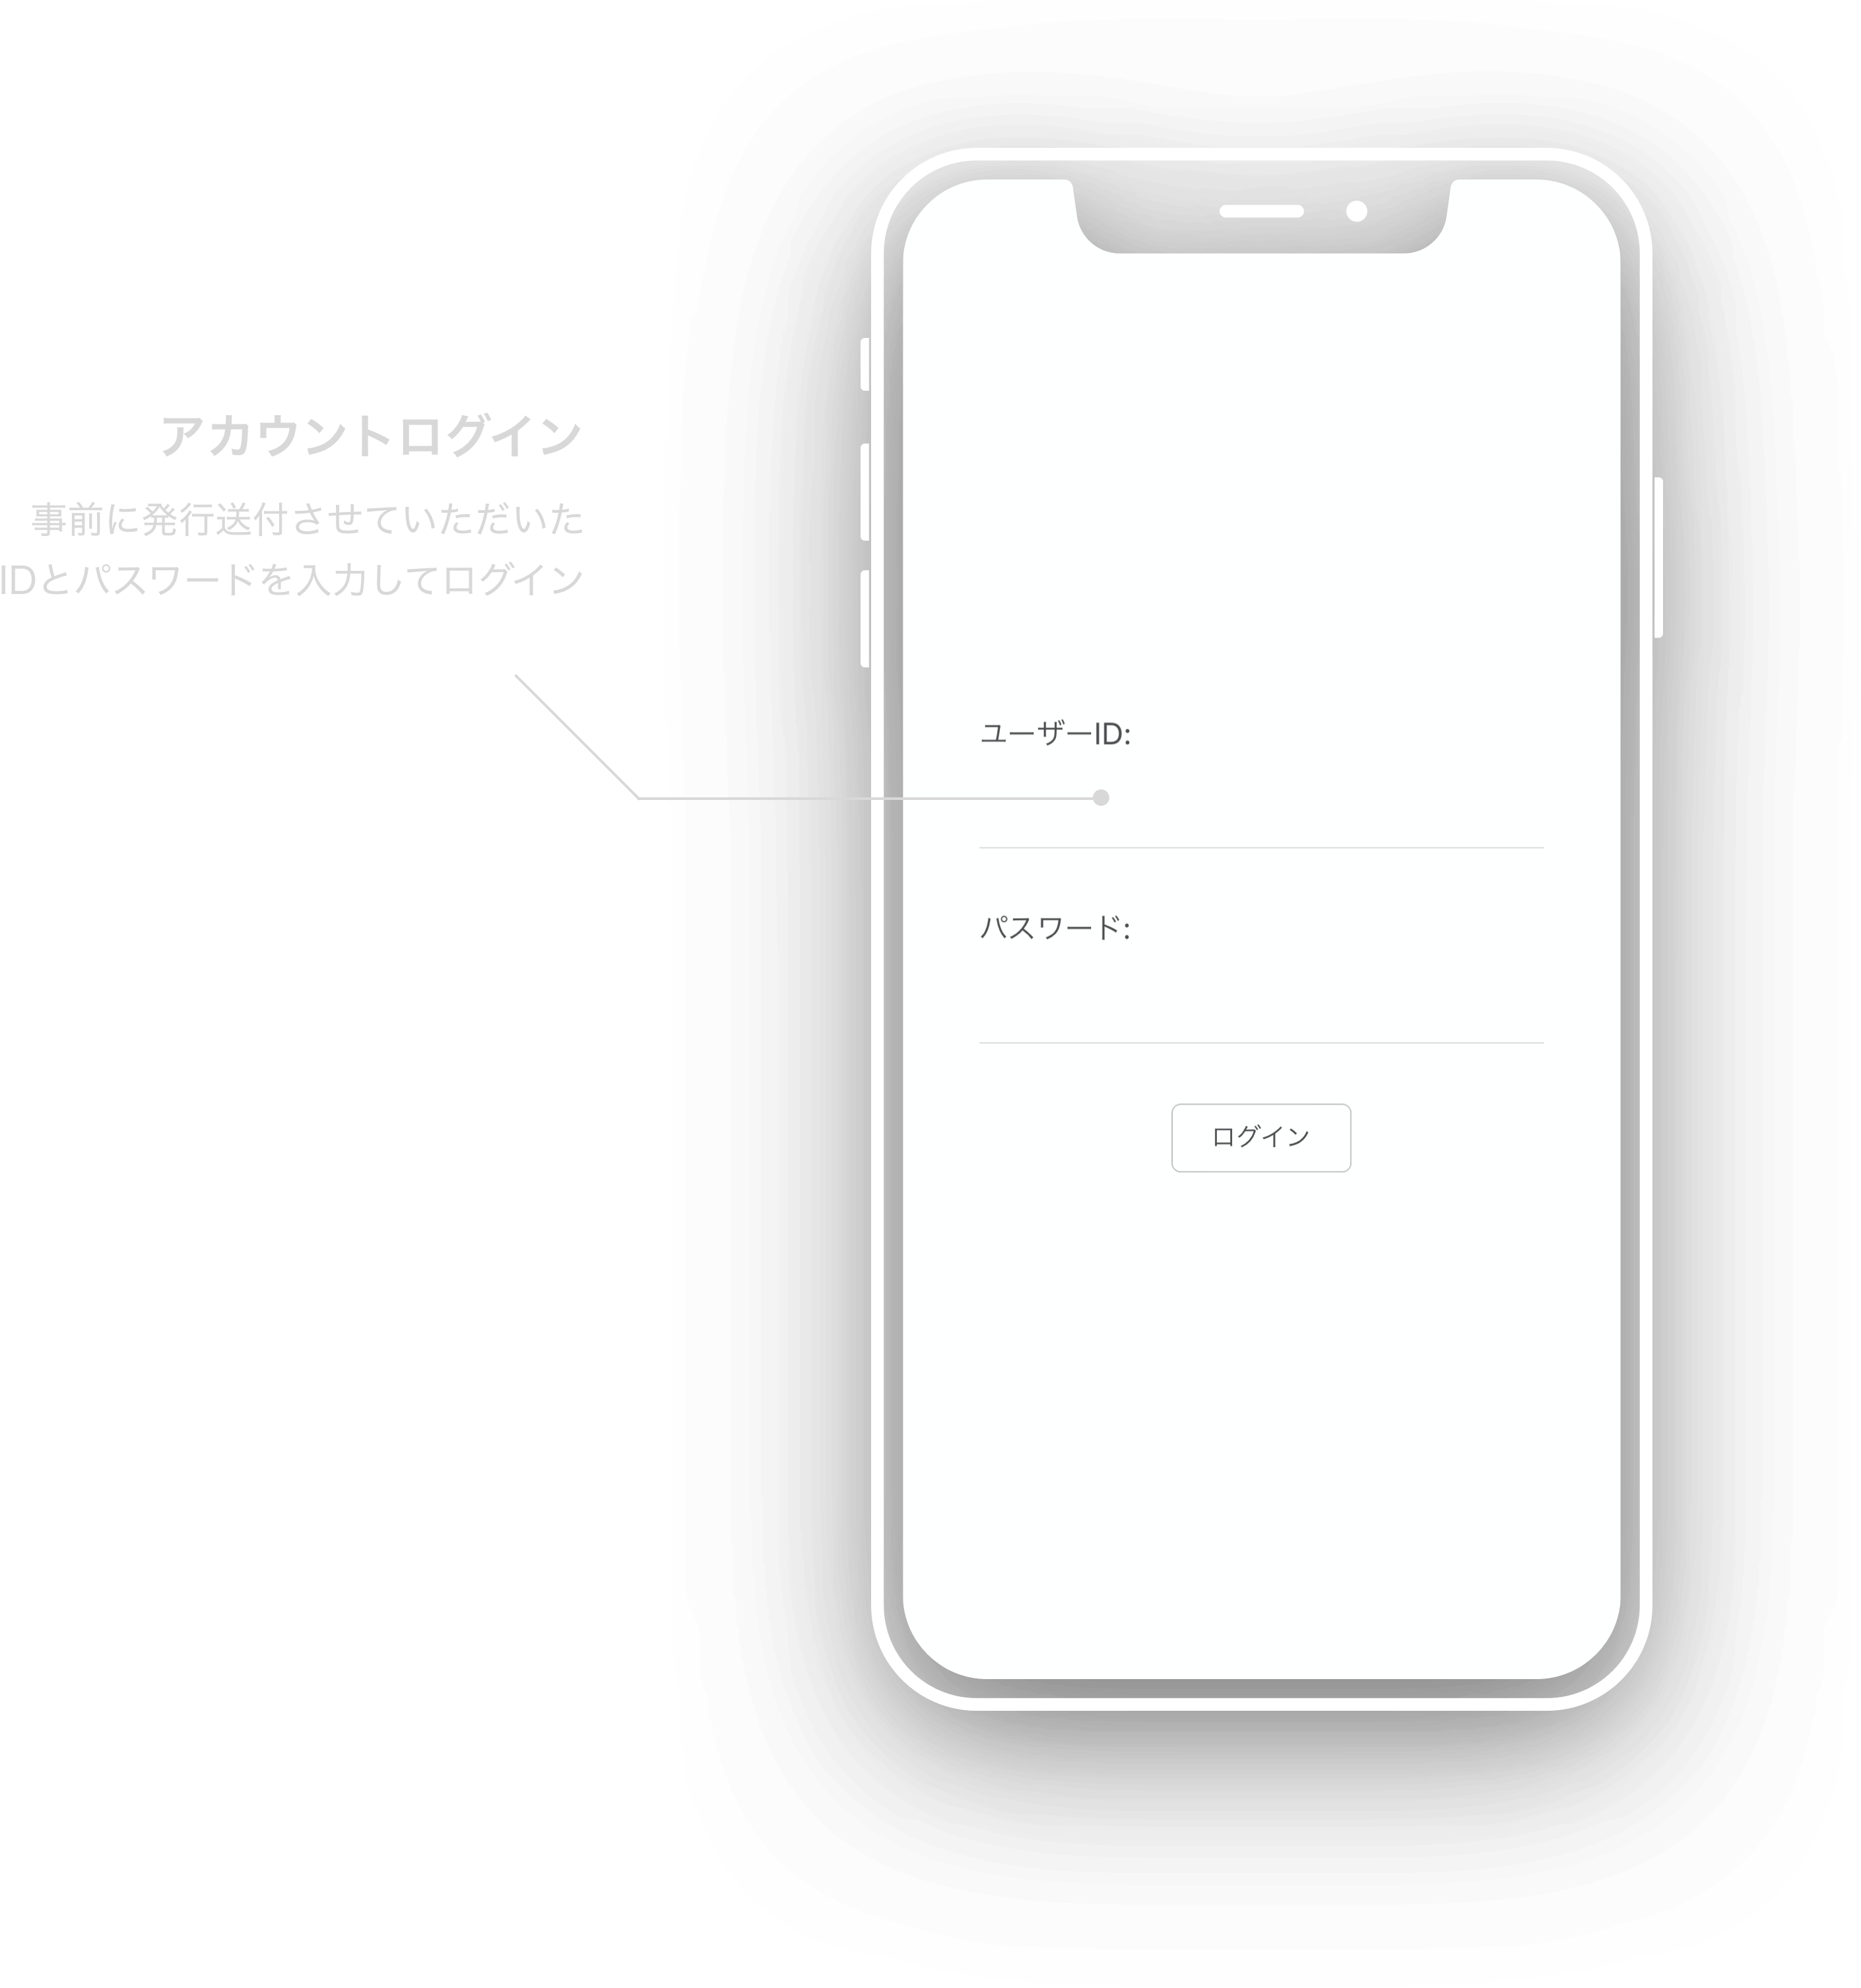 アカウントログイン
事前に発行送付させていただいた
IDとパスワードを入力してログイン
ユーザーID:
パスワード:
ログイン